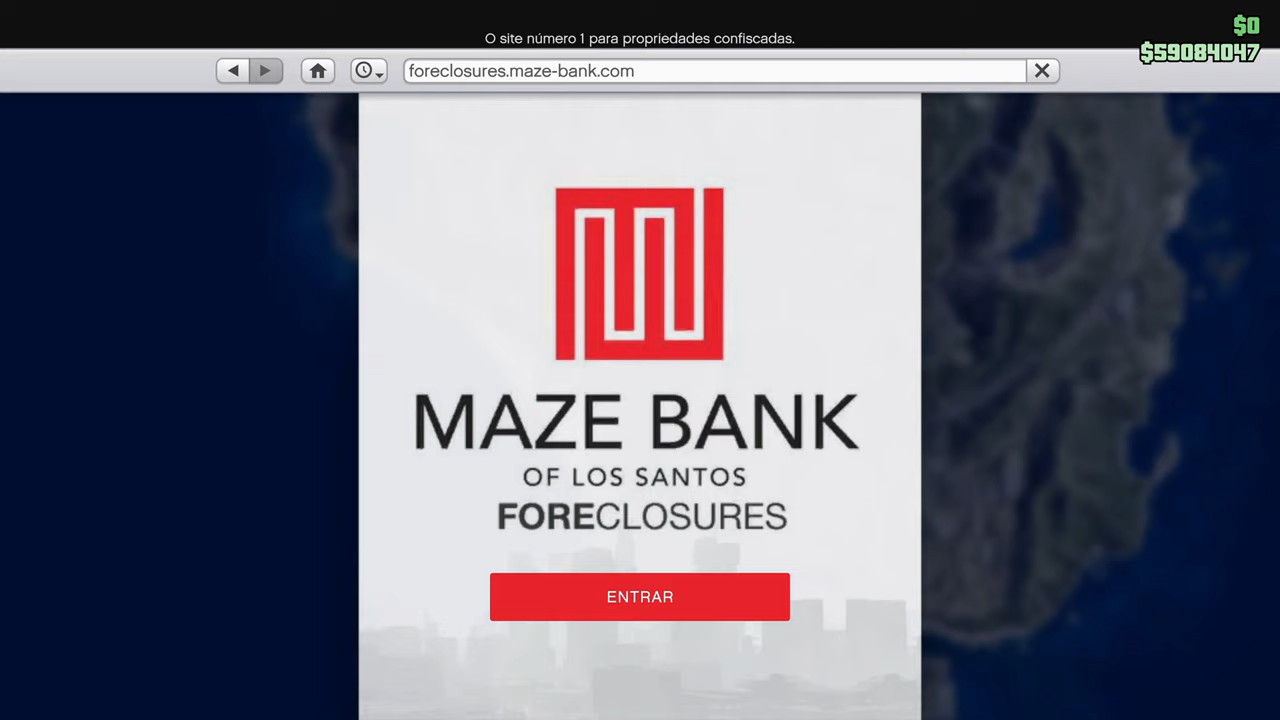 $0
O site número 1 para propriedades confiscadas.
$59084047
foreclosures.maze-bank.com
MAZE BANK
OF LOS SANTOS
FORECLOSURES
ENTRAR